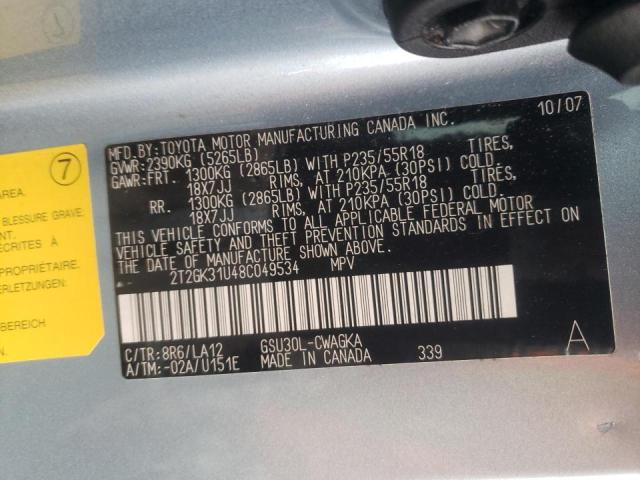 MFD.BY:TOYOTA MOTOR MANUFACTURING CANADA INC. 10/07
GVWR:2390KG (5265LB)
GAWR:FRT. 1300KG (2865LB) WITH P235/55R18 TIRES,
18X7JJ RIMS, AT 210KPA (30PSI) COLD.
RR. 1300KG (2865LB) WITH P235/55R18 TIRES,
18X7JJ RIMS, AT 210KPA (30PSI) COLD.
THIS VEHICLE CONFORMS TO ALL APPLICABLE FEDERAL MOTOR
VEHICLE SAFETY AND THEFT PREVENTION STANDARDS IN EFFECT ON
THE DATE OF MANUFACTURE SHOWN ABOVE.
2T2GK31U48C049534 MPV
C/TR:8R6/LA12 GSU30L-CWAGKA
A/TM:-02A/U151E MADE IN CANADA 339 A
7
AREA.
BLESSURE GRAVE.
ENT.
ÉCRITES À
PROPRIÉTAIRE.
ERLETZUNGEN.
BEREICH